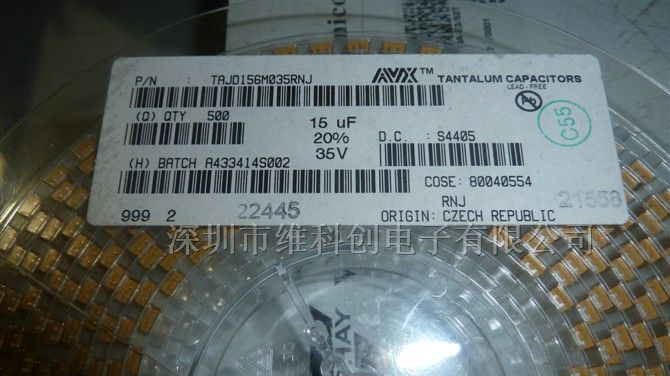 P/N : TAJD156M035RNJ
AVX™ TANTALUM CAPACITORS
LEAD-FREE
(Q) QTY 500
15 uF
20%
35V
D.C. : S4405
C55
(H) BATCH A433414S002
COSE: 80040554
RNJ
21558
999 2
22445
ORIGIN: CZECH REPUBLIC
深圳市维科创电子有限公司